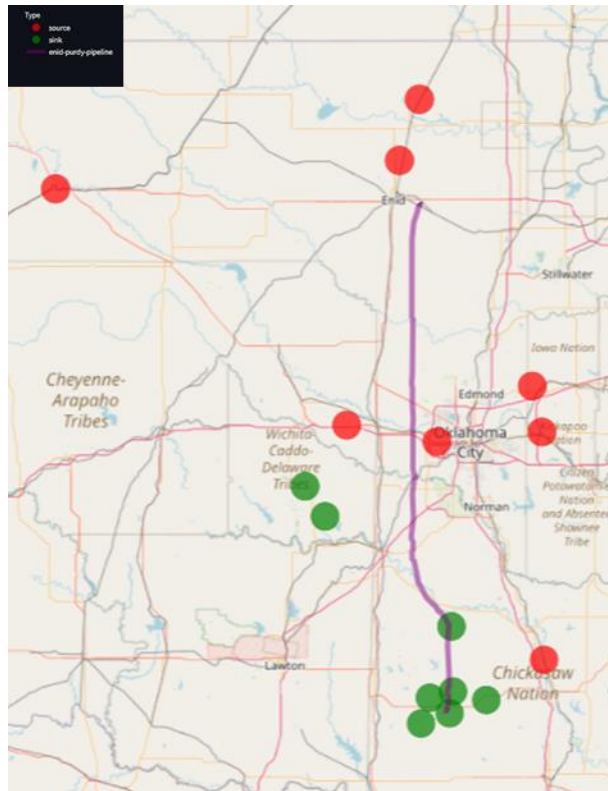 Type
source
sink
enid-purdy-pipeline
Enid
Stillwater
Iowa Nation
Cheyenne-
Arapaho
Tribes
Edmond
Oklahoma
City
Wichita-
Caddo-
Delaware
Tribes
Nation
Citizen
Potawatomi
Nation
and Absentee
Shawnee
Tribe
Norman
Lawton
Chickasaw
Nation